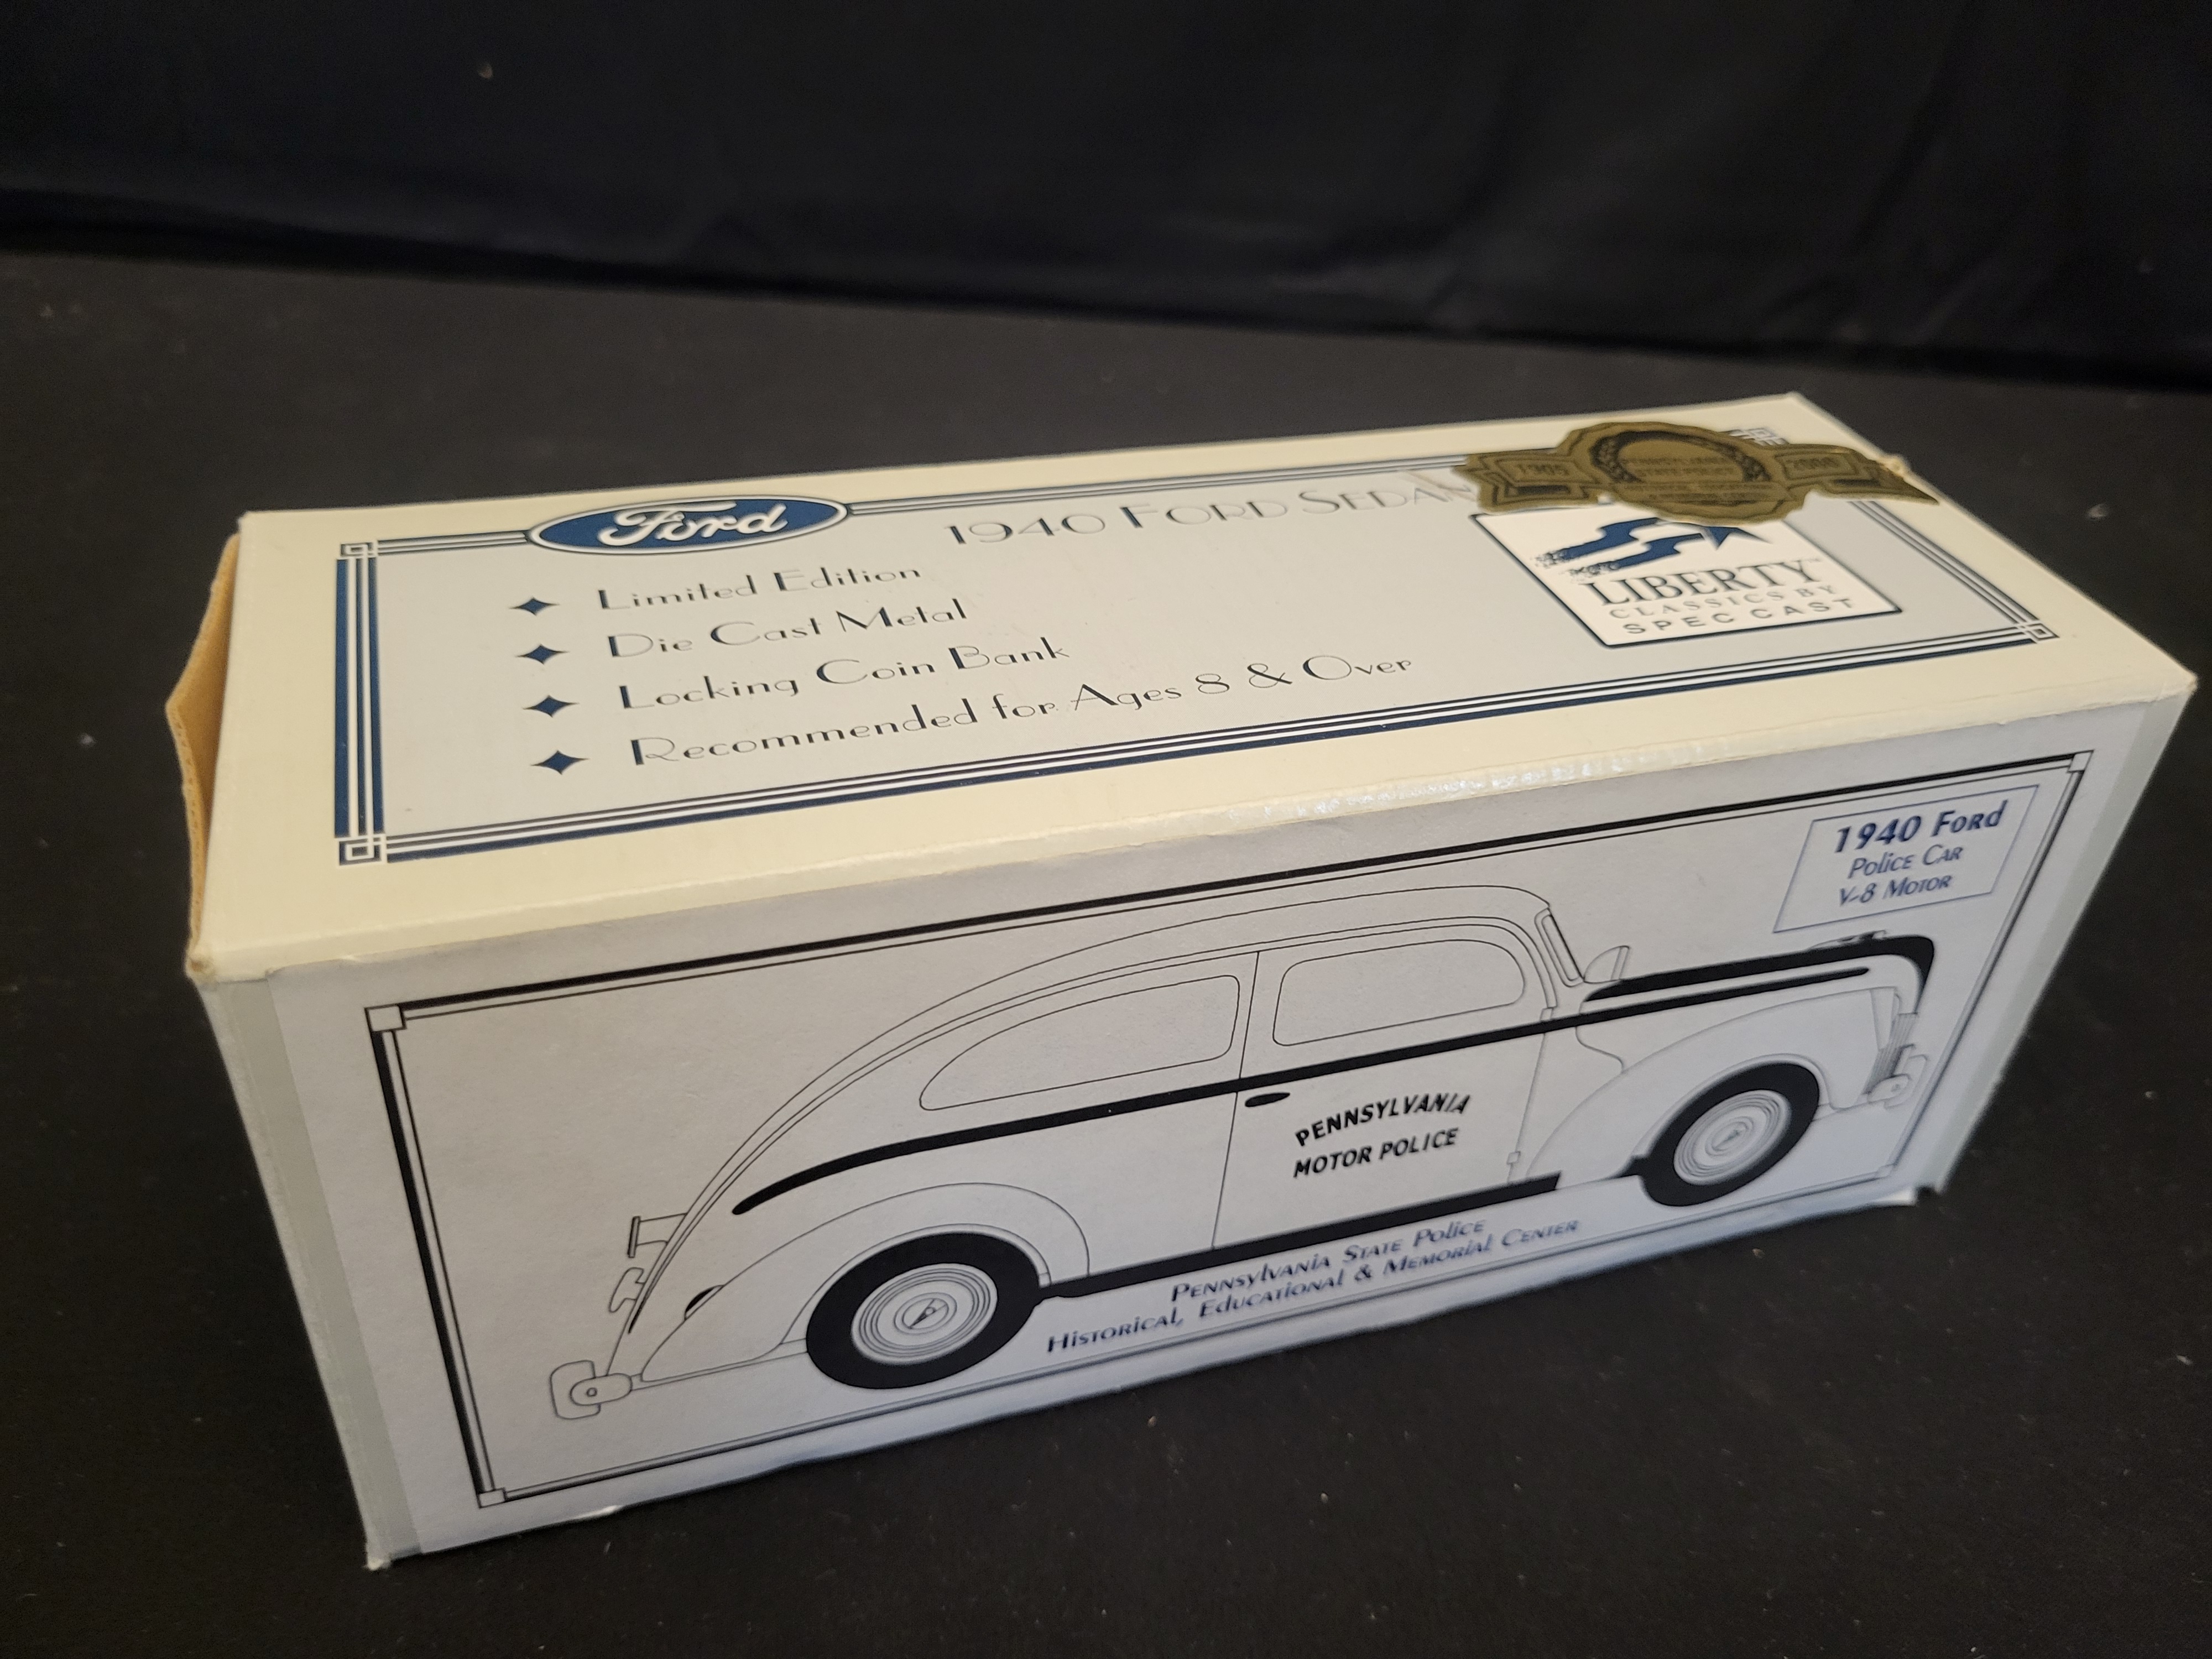 Ford
1940 FORD SEDAN
Limited Edition
Die Cast Metal
Locking Coin Bank
Recommended for Ages 8 & Over
1905
2000
LIBERTY
CLASSICS BY
SPEC CAST
1940 Ford
Police Car
V-8 Motor
PENNSYLVANIA
MOTOR POLICE
Pennsylvania State Police
Historical, Educational & Memorial Center